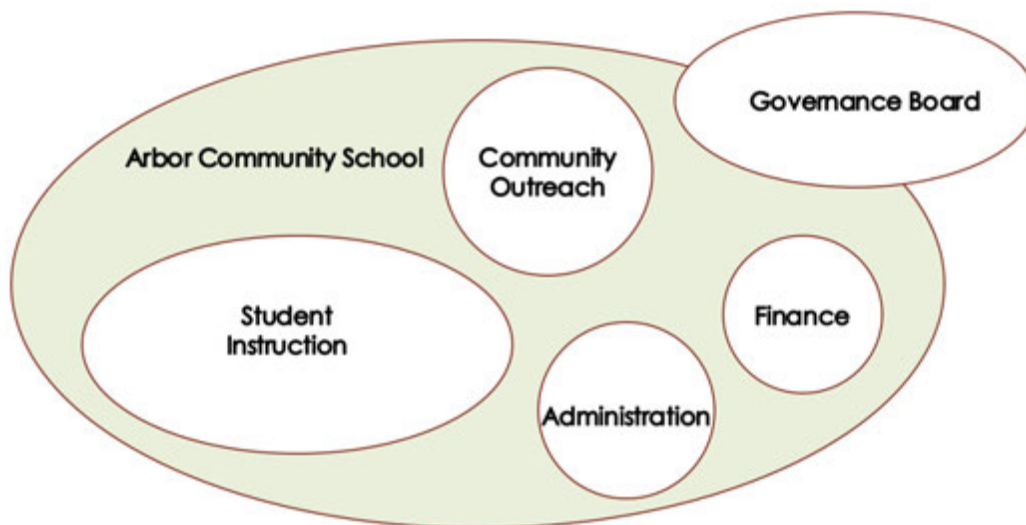 Governance Board
Arbor Community School
Community
Outreach
Student
Instruction
Finance
Administration